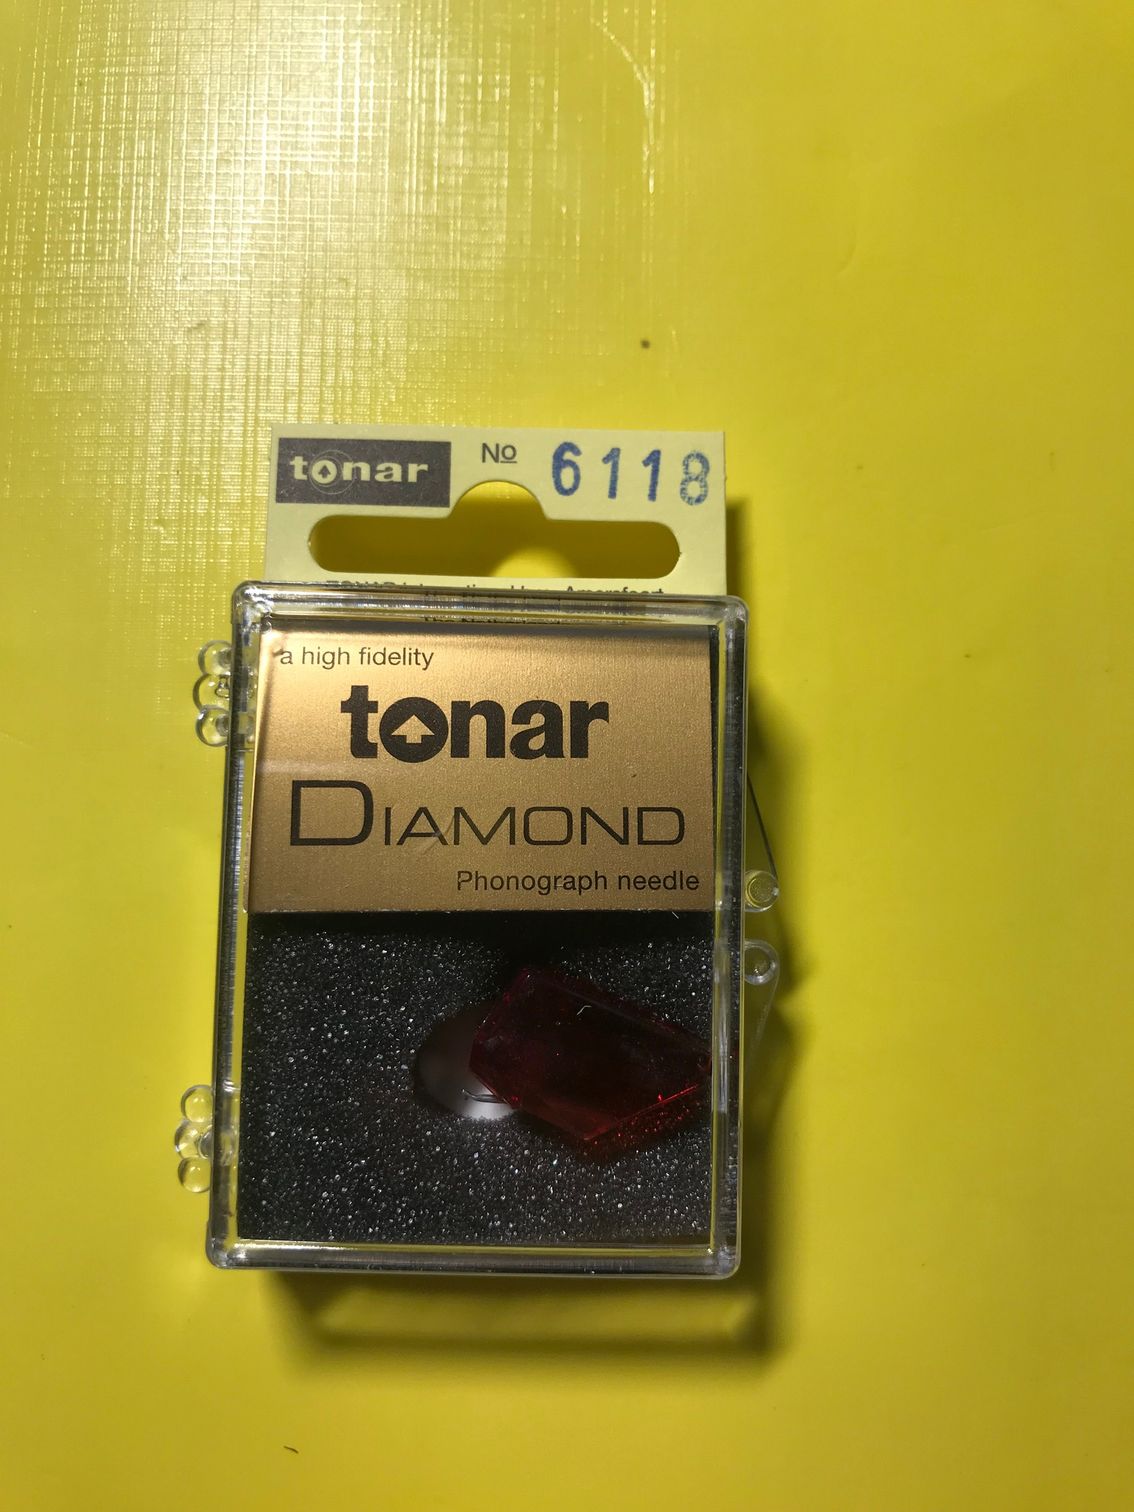 tonar
No 6118
a high fidelity
tonar
DIAMOND
Phonograph needle